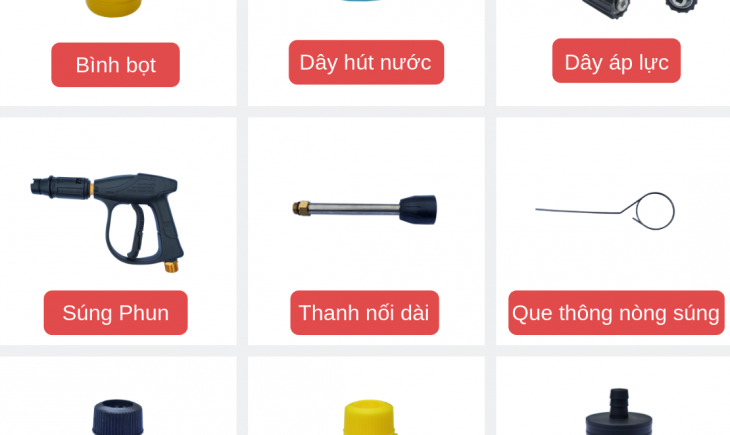 Bình bọt
Dây hút nước
Dây áp lực
Súng Phun
Thanh nối dài
Que thông nòng súng